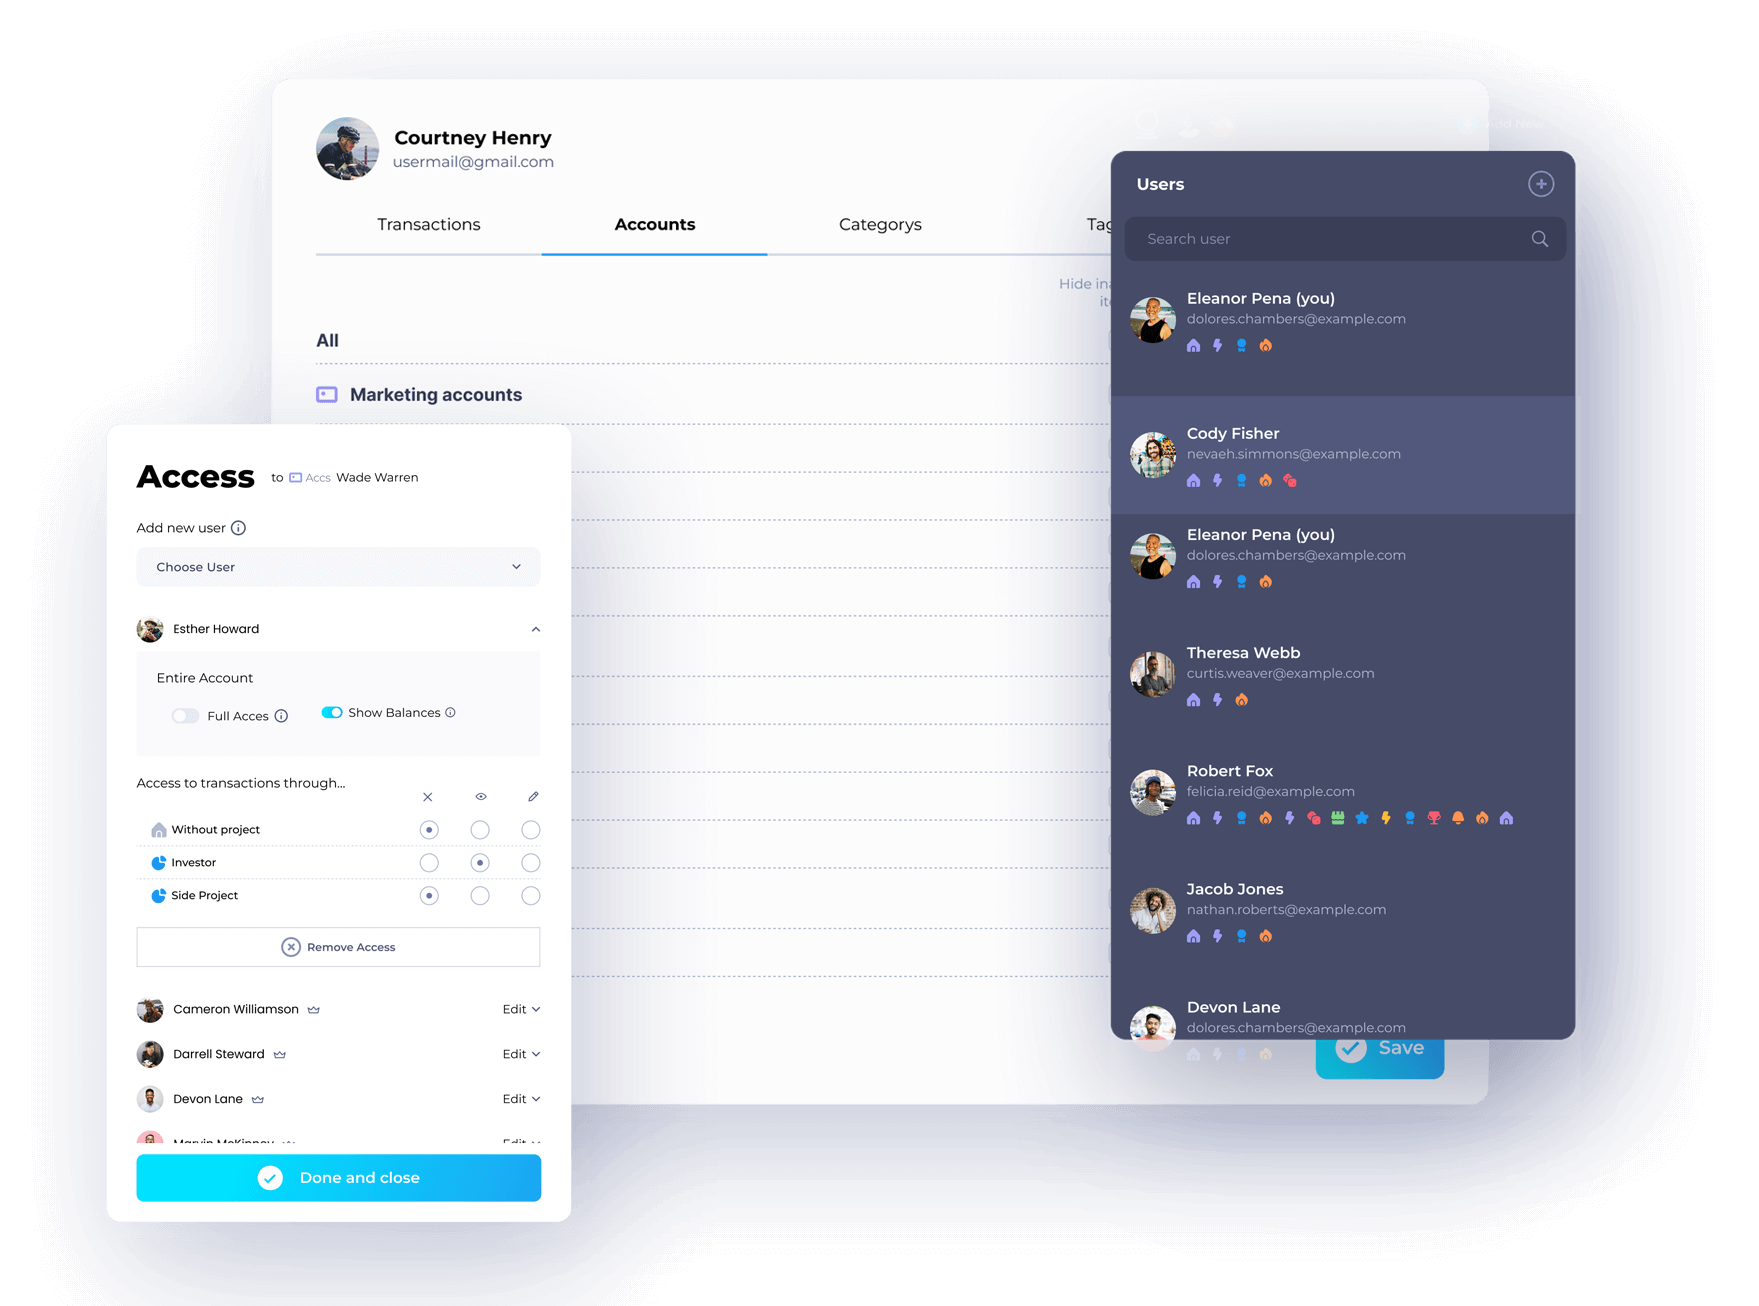 Courtney Henry
usermail@gmail.com
Transactions
Accounts
Categorys
Tag
Hide ina
ite
All
Marketing accounts
Add New
Save
Access to Accs Wade Warren
Add new user
Choose User
Esther Howard
Entire Account
Full Acces
Show Balances
Access to transactions through...
Without project
Investor
Side Project
Remove Access
Cameron Williamson
Edit
Darrell Steward
Edit
Devon Lane
Edit
Marvin McKinney
Edit
Done and close
Users
Search user
Eleanor Pena (you)
dolores.chambers@example.com
Cody Fisher
nevaeh.simmons@example.com
Eleanor Pena (you)
dolores.chambers@example.com
Theresa Webb
curtis.weaver@example.com
Robert Fox
felicia.reid@example.com
Jacob Jones
nathan.roberts@example.com
Devon Lane
dolores.chambers@example.com